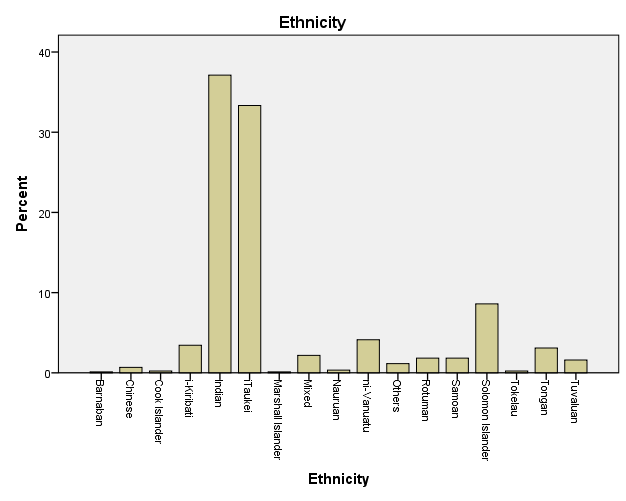 Ethnicity
40
30
20
10
0
Percent
Barnaban
Chinese
Cook Islander
i-Kiribati
Indian
iTaukei
Marshall Islander
Mixed
Nauruan
ni-Vanuatu
Others
Rotuman
Samoan
Solomon Islander
Tokelau
Tongan
Tuvaluan
Ethnicity